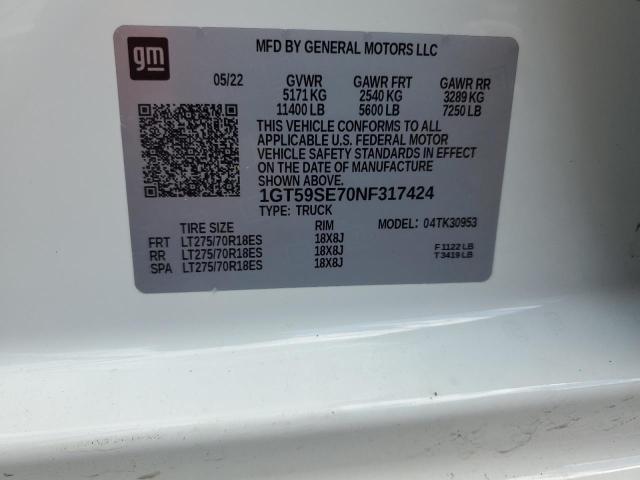 gm
MFD BY GENERAL MOTORS LLC
05/22 GVWR GAWR FRT GAWR RR
5171 KG 2540 KG 3289 KG
11400 LB 5600 LB 7250 LB
THIS VEHICLE CONFORMS TO ALL
APPLICABLE U.S. FEDERAL MOTOR
VEHICLE SAFETY STANDARDS IN EFFECT
ON THE DATE OF MANUFACTURE
SHOWN ABOVE.
1GT59SE70NF317424
TYPE: TRUCK MODEL: 04TK30953
TIRE SIZE RIM
FRT LT275/70R18ES 18X8J F 1122 LB
RR LT275/70R18ES 18X8J T 3419 LB
SPA LT275/70R18ES 18X8J